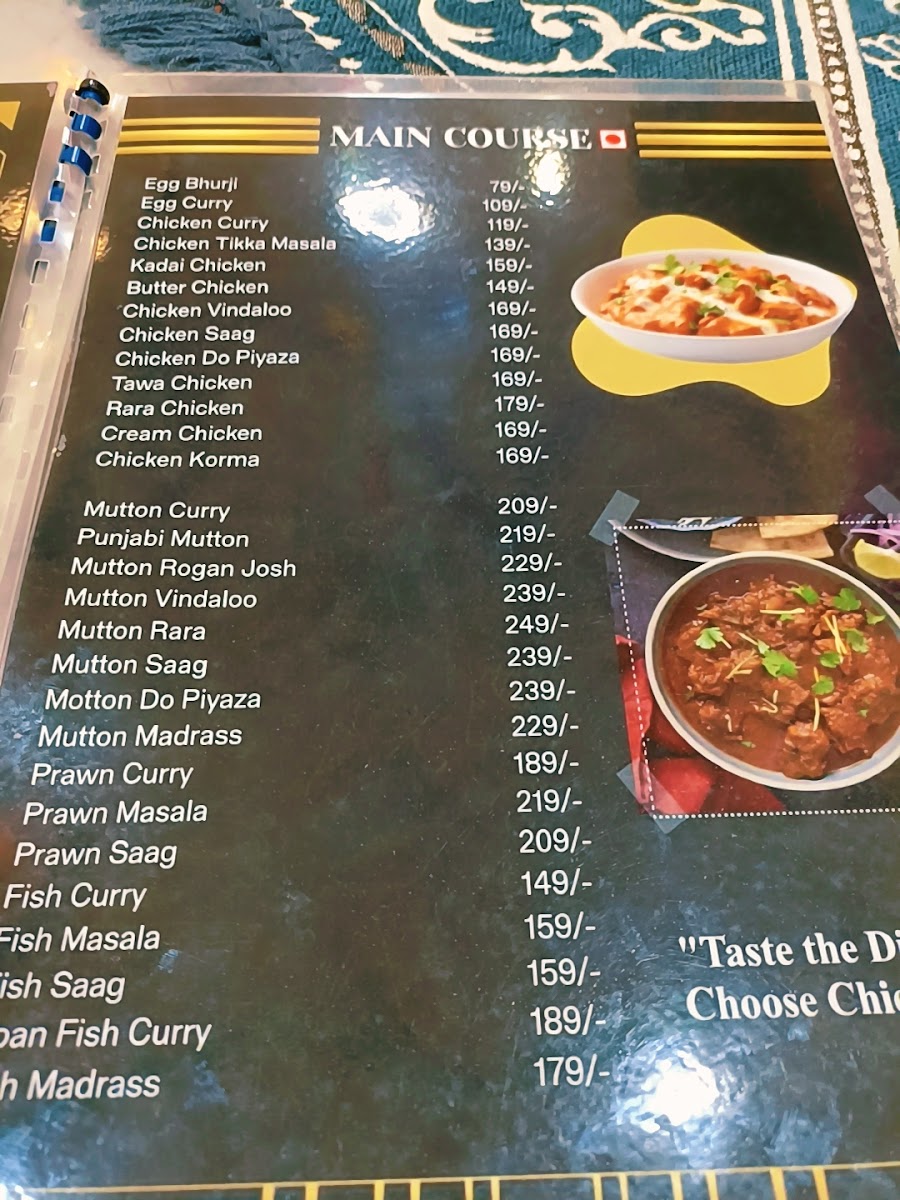 MAIN COURSE
Egg Bhurji 79/-
Egg Curry 109/-
Chicken Curry 119/-
Chicken Tikka Masala 139/-
Kadai Chicken 159/-
Butter Chicken 149/-
Chicken Vindaloo 169/-
Chicken Saag 169/-
Chicken Do Piyaza 169/-
Tawa Chicken 169/-
Rara Chicken 179/-
Cream Chicken 169/-
Chicken Korma 169/-
Mutton Curry 209/-
Punjabi Mutton 219/-
Mutton Rogan Josh 229/-
Mutton Vindaloo 239/-
Mutton Rara 249/-
Mutton Saag 239/-
Motton Do Piyaza 239/-
Mutton Madrass 229/-
Prawn Curry 189/-
Prawn Masala 219/-
Prawn Saag 209/-
Fish Curry 149/-
Fish Masala 159/-
Saag 159/-
Fish Curry 189/-
Madrass 179/-
"Taste the
Choose